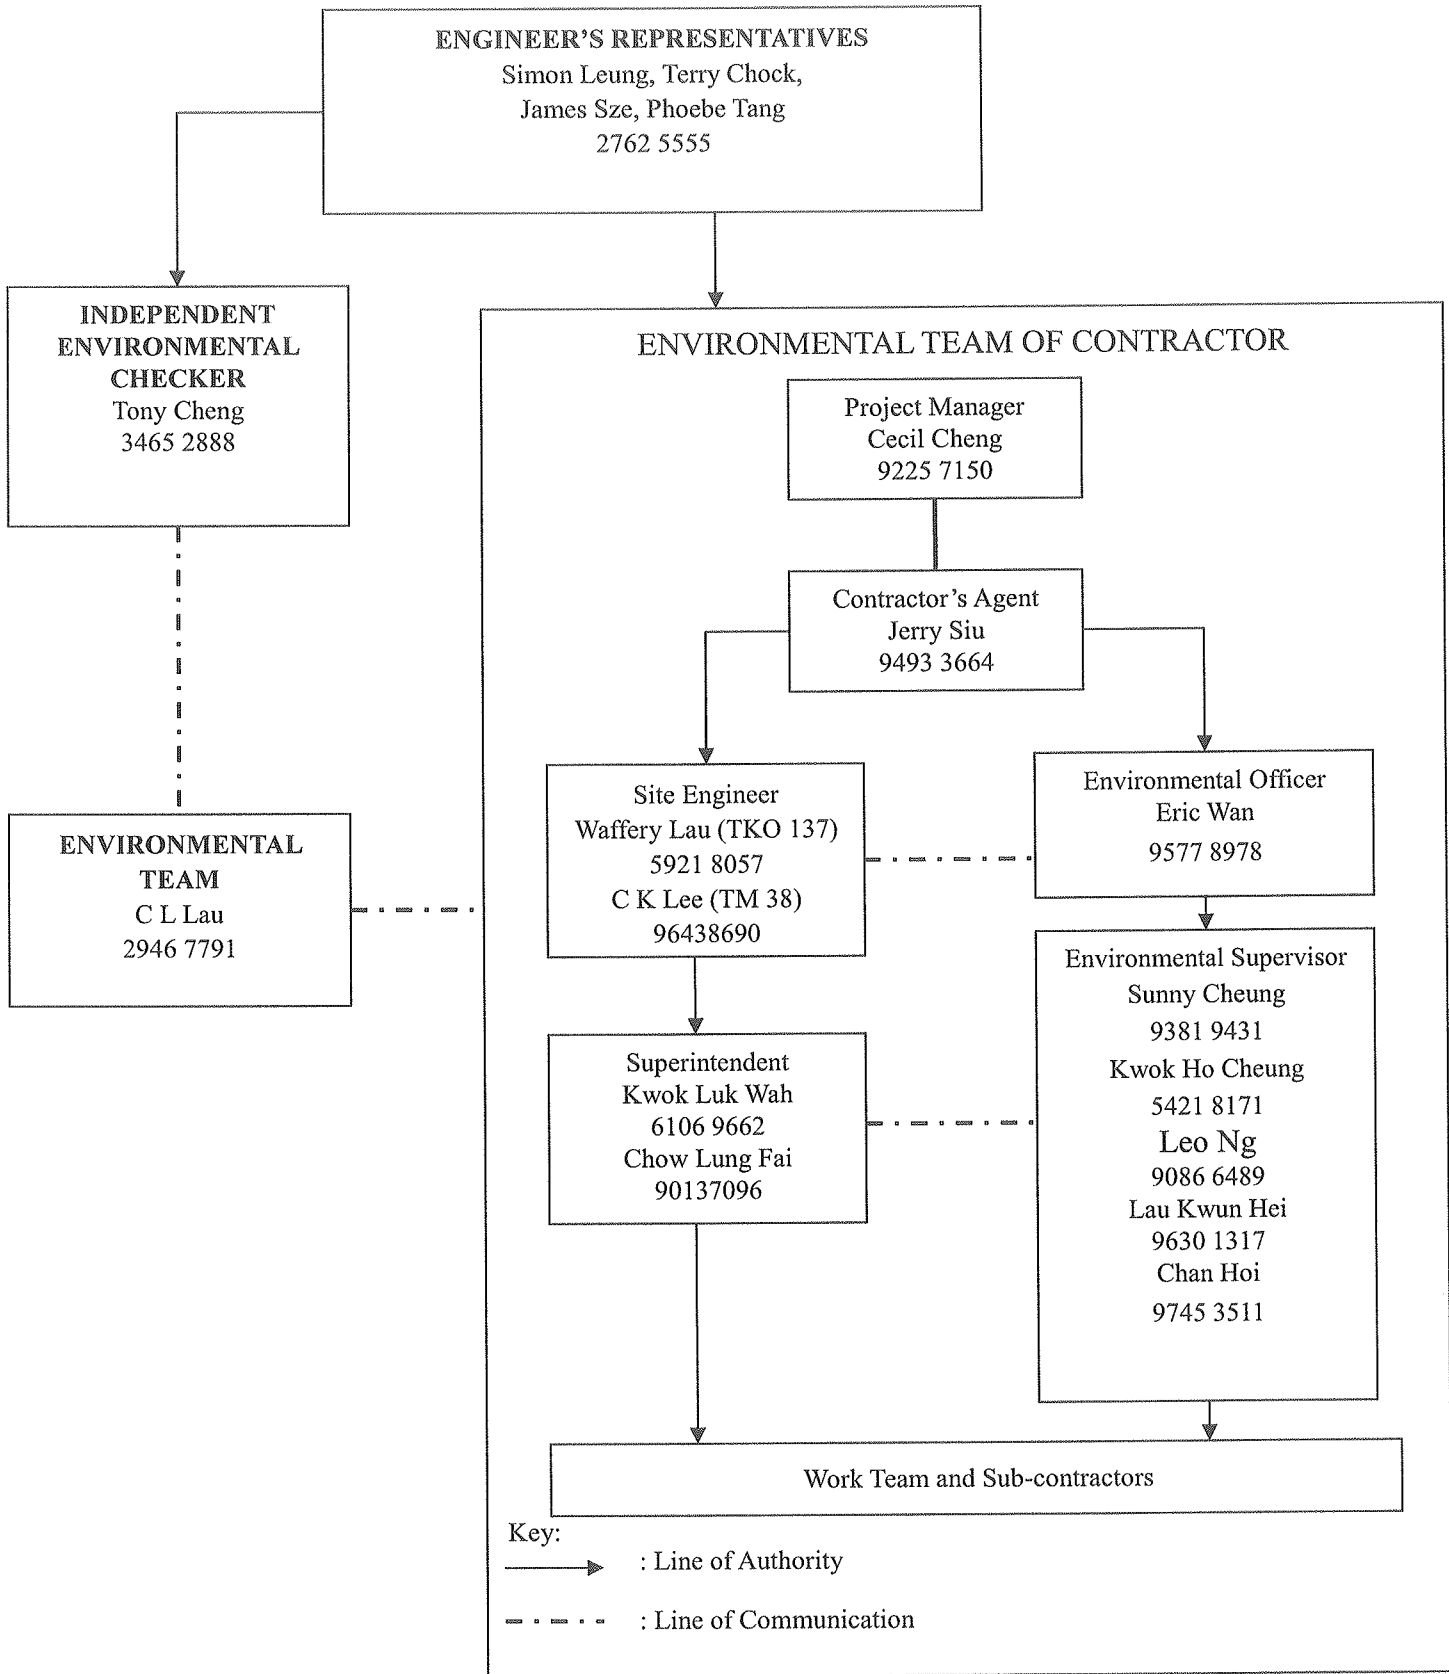 ENGINEER’S REPRESENTATIVES
Simon Leung, Terry Chock,
James Sze, Phoebe Tang
2762 5555
INDEPENDENT
ENVIRONMENTAL
CHECKER
Tony Cheng
3465 2888
ENVIRONMENTAL
TEAM
C L Lau
2946 7791
ENVIRONMENTAL TEAM OF CONTRACTOR
Project Manager
Cecil Cheng
9225 7150
Contractor’s Agent
Jerry Siu
9493 3664
Site Engineer
Waffery Lau (TKO 137)
5921 8057
C K Lee (TM 38)
96438690
Environmental Officer
Eric Wan
9577 8978
Superintendent
Kwok Luk Wah
6106 9662
Chow Lung Fai
90137096
Environmental Supervisor
Sunny Cheung
9381 9431
Kwok Ho Cheung
5421 8171
Leo Ng
9086 6489
Lau Kwun Hei
9630 1317
Chan Hoi
9745 3511
Work Team and Sub-contractors
Key:
: Line of Authority
: Line of Communication